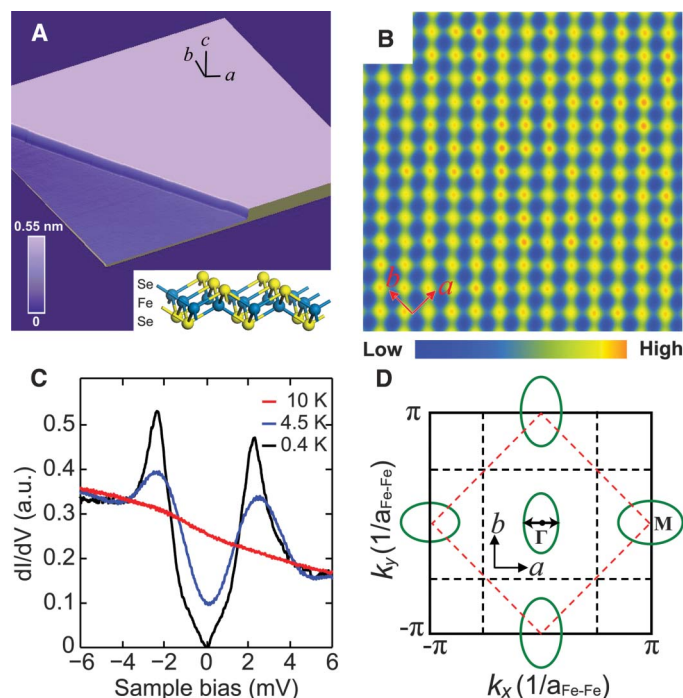 A
c
b
a
0.55 nm
0
Se
Fe
Se
B
b
a
Low
High
C
dI/dV (a.u.)
0.5
0.4
0.3
0.2
0.1
0
10 K
4.5 K
0.4 K
-6 -4 -2 0 2 4 6
Sample bias (mV)
D
π
-π
k_y (1/a_Fe-Fe)
Γ
M
b
a
-π
π
k_x (1/a_Fe-Fe)